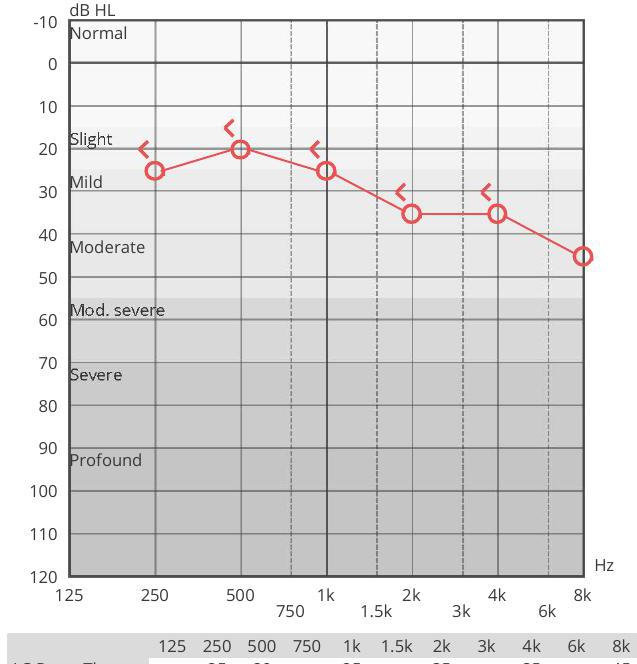 dB HL
-10
Normal
0
10
Slight
20
Mild
30
40
Moderate
50
Mod. severe
60
70
Severe
80
90
Profound
100
110
Hz
120
125 250 500 1k 2k 4k 8k
750 1.5k 3k 6k
125 250 500 750 1k 1.5k 2k 3k 4k 6k 8k